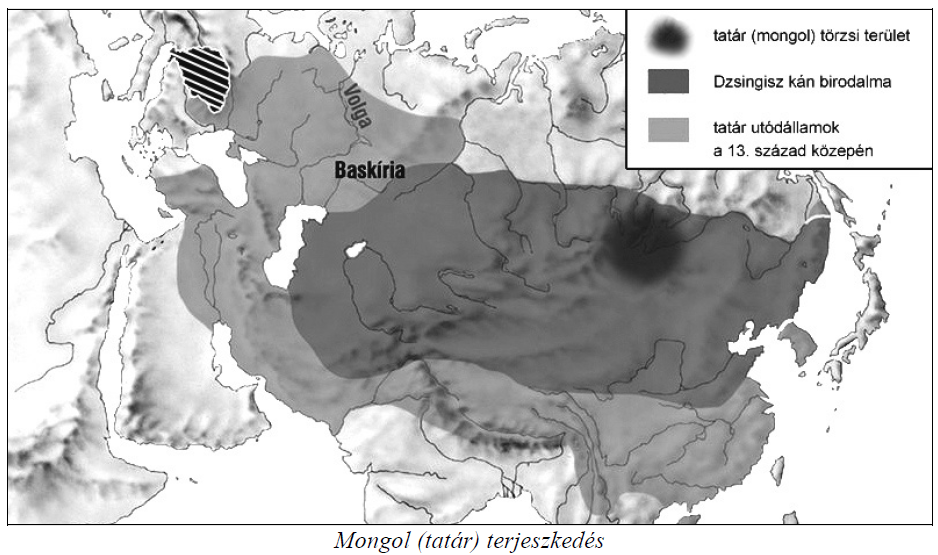 tatár (mongol) törzsi terület
Dzsingisz kán birodalma
tatár utódállamok
a 13. század közepén
Volga
Baskíria
Mongol (tatár) terjeszkedés